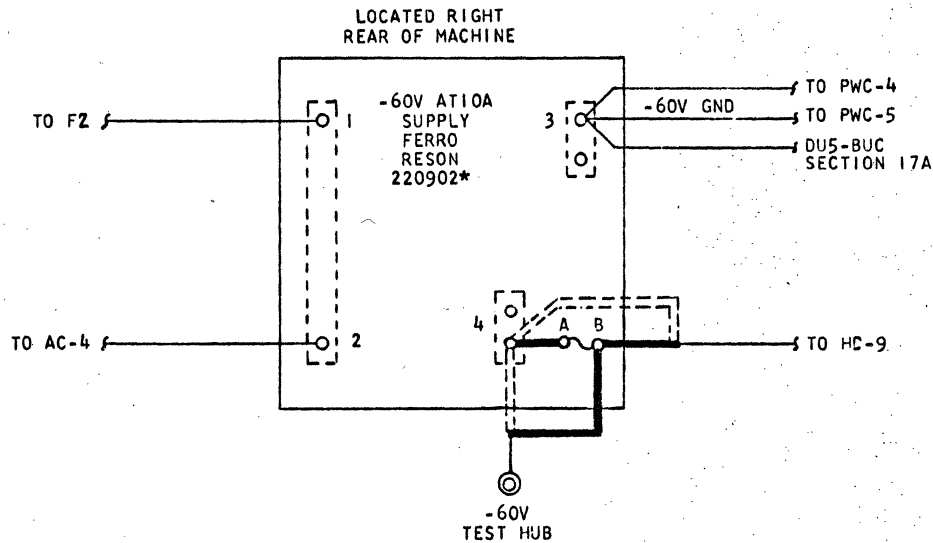 LOCATED RIGHT
REAR OF MACHINE
-60V AT10A
SUPPLY
FERRO
RESON
220902*
1
2
3
4
TO F2
TO AC-4
-60V GND
TO PWC-4
TO PWC-5
DU5-BUC
SECTION 17A
A
B
TO HD-9
-60V
TEST HUB